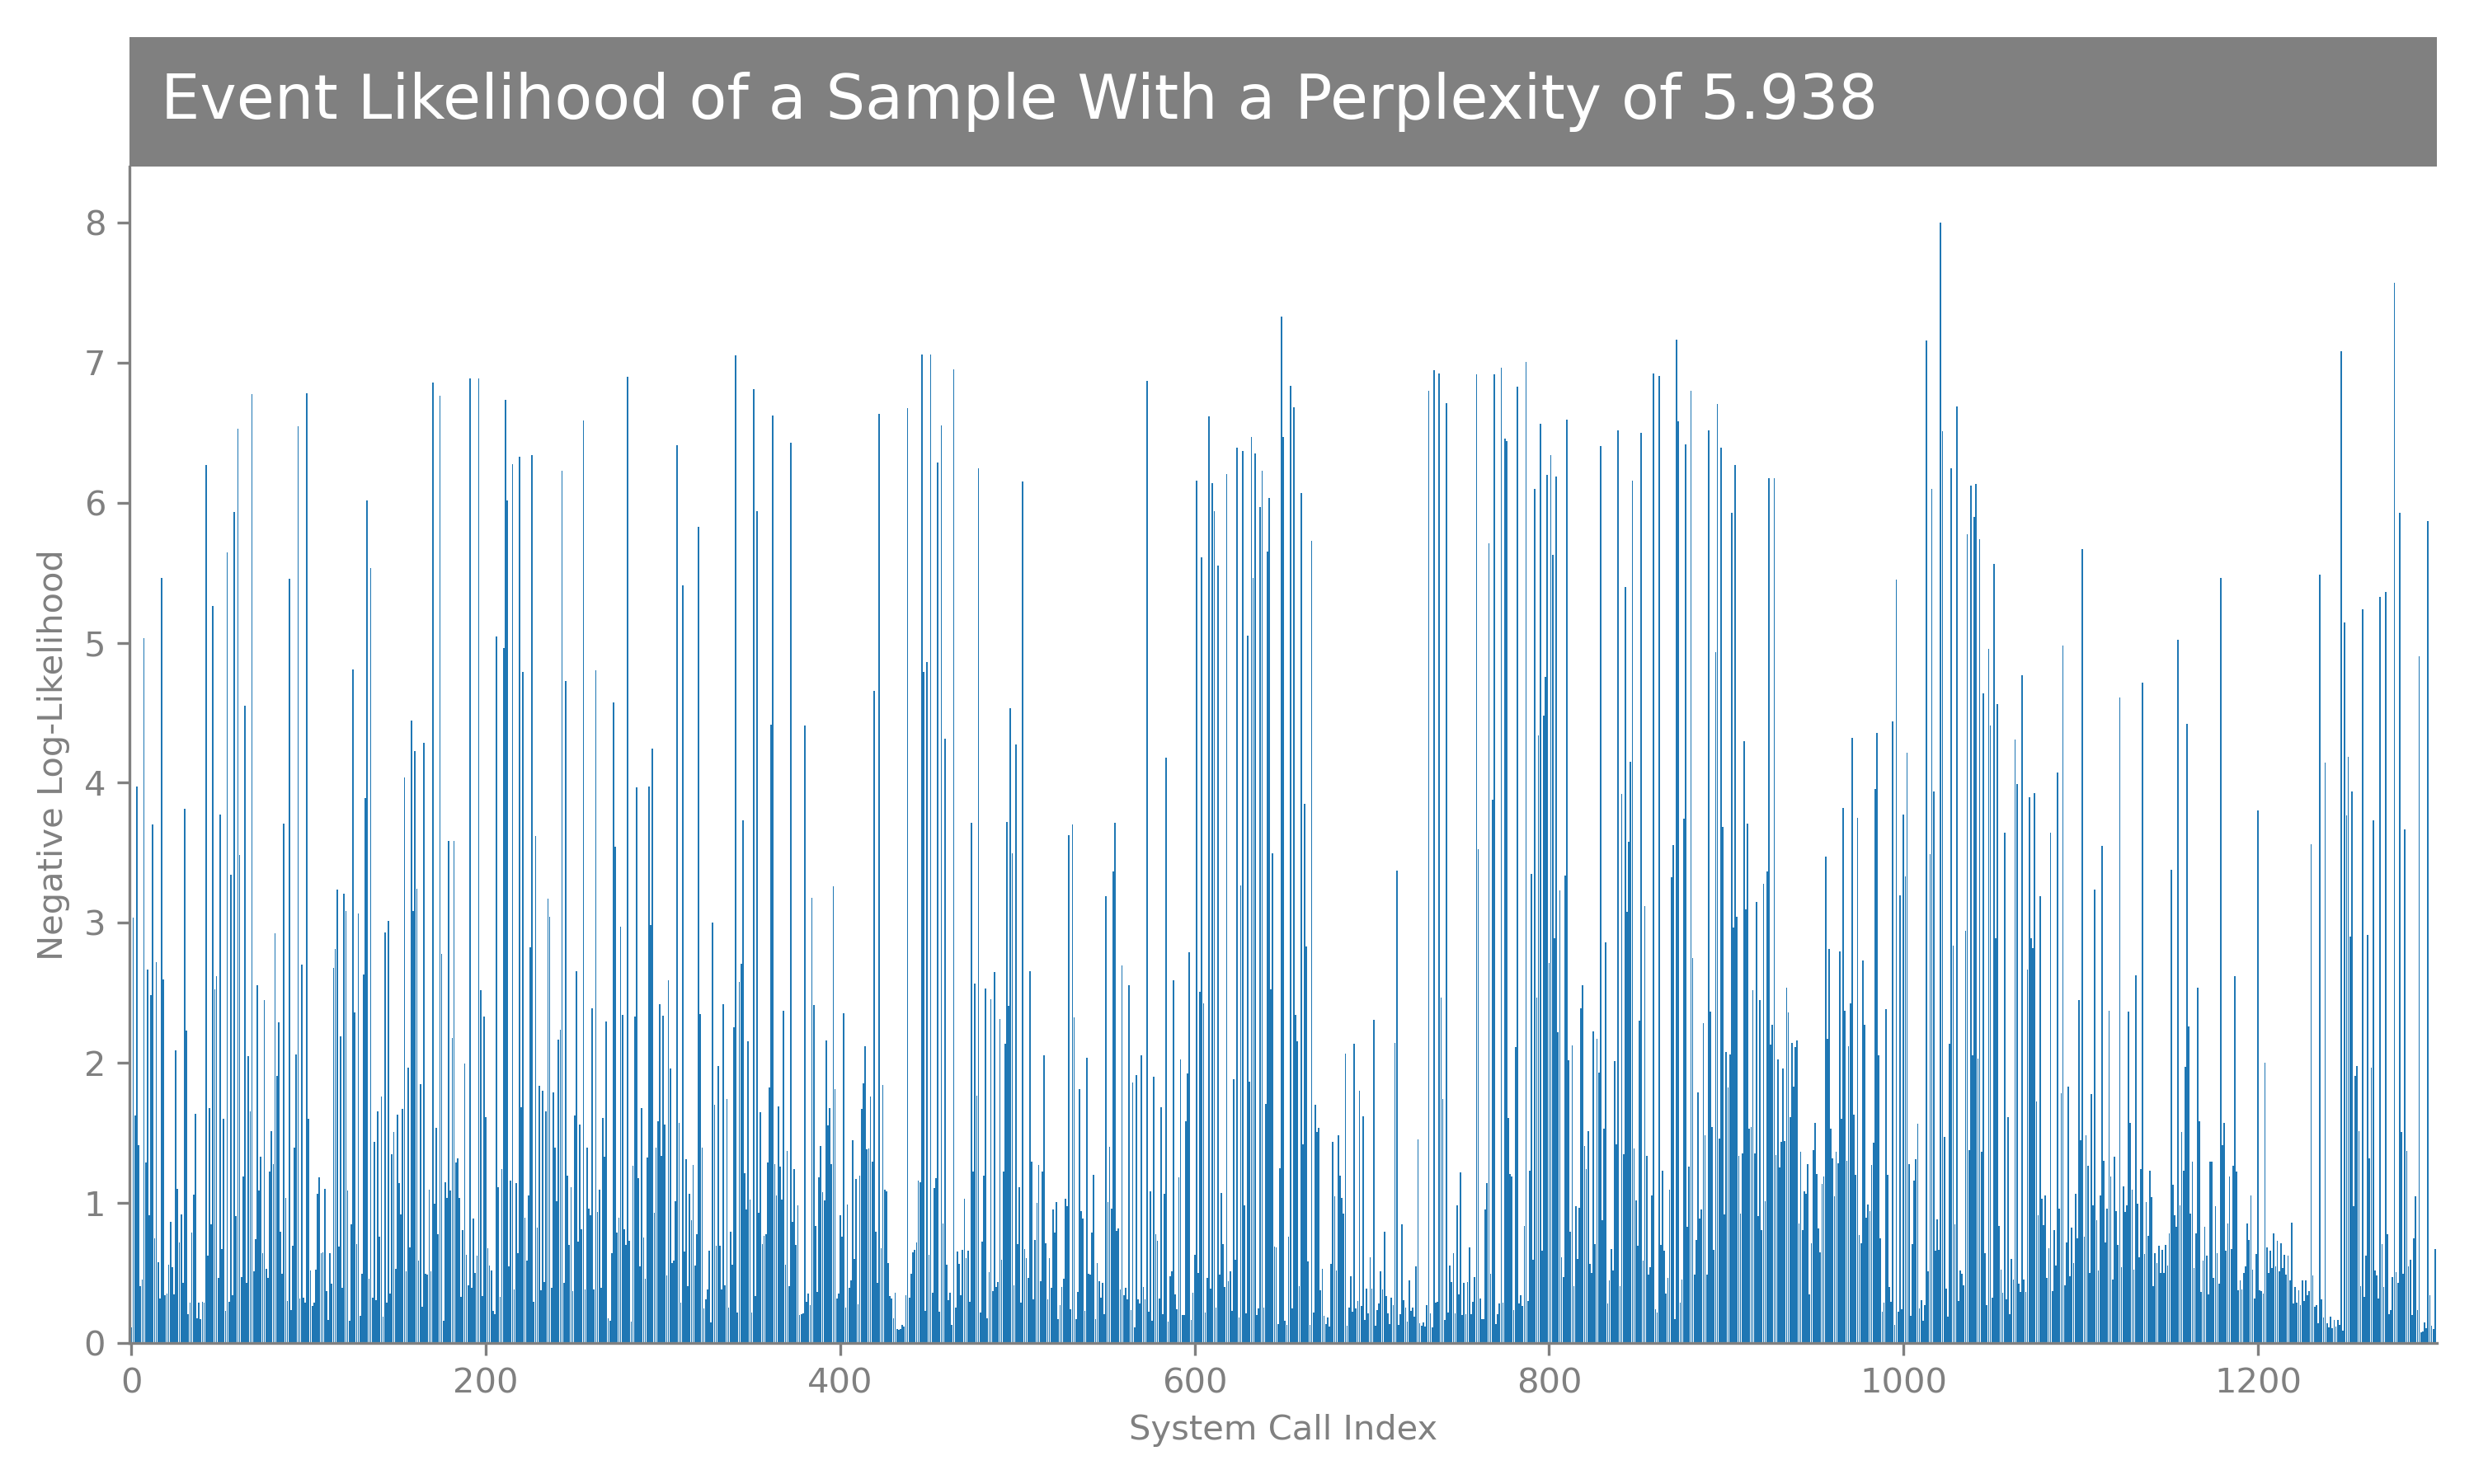 Event Likelihood of a Sample With a Perplexity of 5.938
8
7
6
5
4
3
2
1
0
Negative Log-Likelihood
0 200 400 600 800 1000 1200
System Call Index